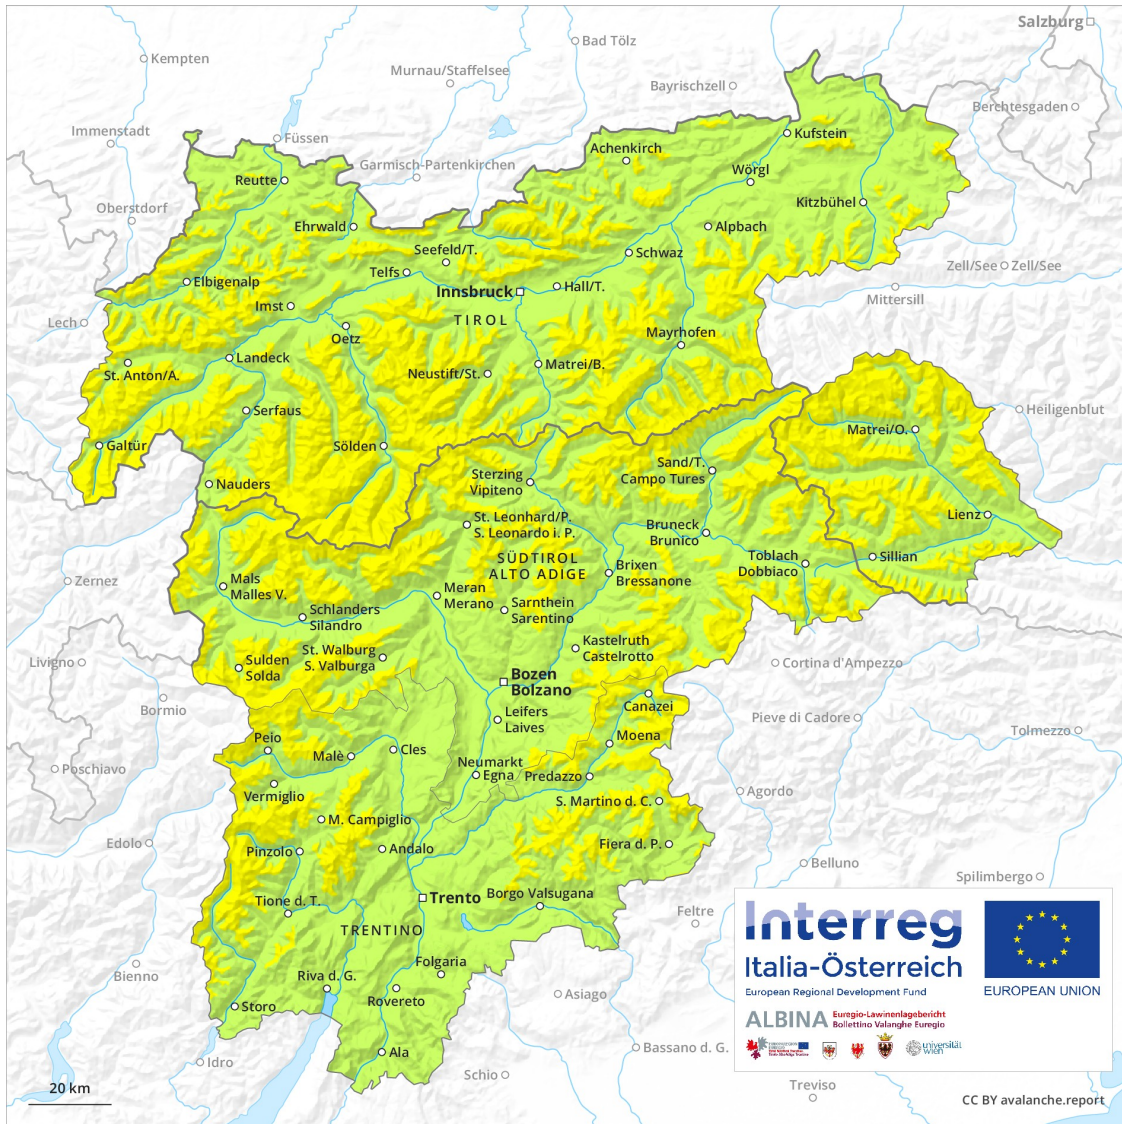 Salzburg
Bad Tölz
Kempten
Murnau/Staffelsee
Bayrischzell
Berchtesgaden
Immenstadt
Füssen
Kufstein
Achenkirch
Garmisch-Partenkirchen
Wörgl
Reutte
Oberstdorf
Kitzbühel
Ehrwald
Alpbach
Seefeld/T.
Schwaz
Telfs
Zell/See
Zell/See
Elbigenalp
Hall/T.
Innsbruck
Mittersill
Imst
TIROL
Lech
Oetz
Mayrhofen
Landeck
Matrei/B.
St. Anton/A.
Neustift/St.
Serfaus
Heiligenblut
Matrei/O.
Galtür
Sölden
Sand/T.
Campo Tures
Sterzing
Vipiteno
Nauders
Lienz
St. Leonhard/P.
S. Leonardo i. P.
Bruneck
Brunico
SÜDTIROL
ALTO ADIGE
Toblach
Dobbiaco
Sillian
Brixen
Bressanone
Zernez
Mals
Malles V.
Meran
Merano
Sarnthein
Sarentino
Schlanders
Silandro
Kastelruth
Castelrotto
St. Walburg
S. Valburga
Livigno
Sulden
Solda
Cortina d'Ampezzo
Bozen
Bolzano
Bormio
Canazei
Leifers
Laives
Pieve di Cadore
Tolmezzo
Peio
Moena
Malè
Cles
Poschiavo
Neumarkt
Egna
Predazzo
Vermiglio
Agordo
S. Martino d. C.
M. Campiglio
Edolo
Pinzolo
Andalo
Fiera d. P.
Belluno
Spilimbergo
Tione d. T.
Trento
Borgo Valsugana
Feltre
TRENTINO
Folgaria
Bienno
Riva d. G.
Rovereto
Asiago
Storo
Ala
Idro
Bassano d. G.
Schio
Treviso
20 km
Interreg
Italia-Österreich
European Regional Development Fund
EUROPEAN UNION
ALBINA
Euregio-Lawinenlagebericht
Bollettino Valanghe Euregio
universität
wien
CC BY avalanche.report